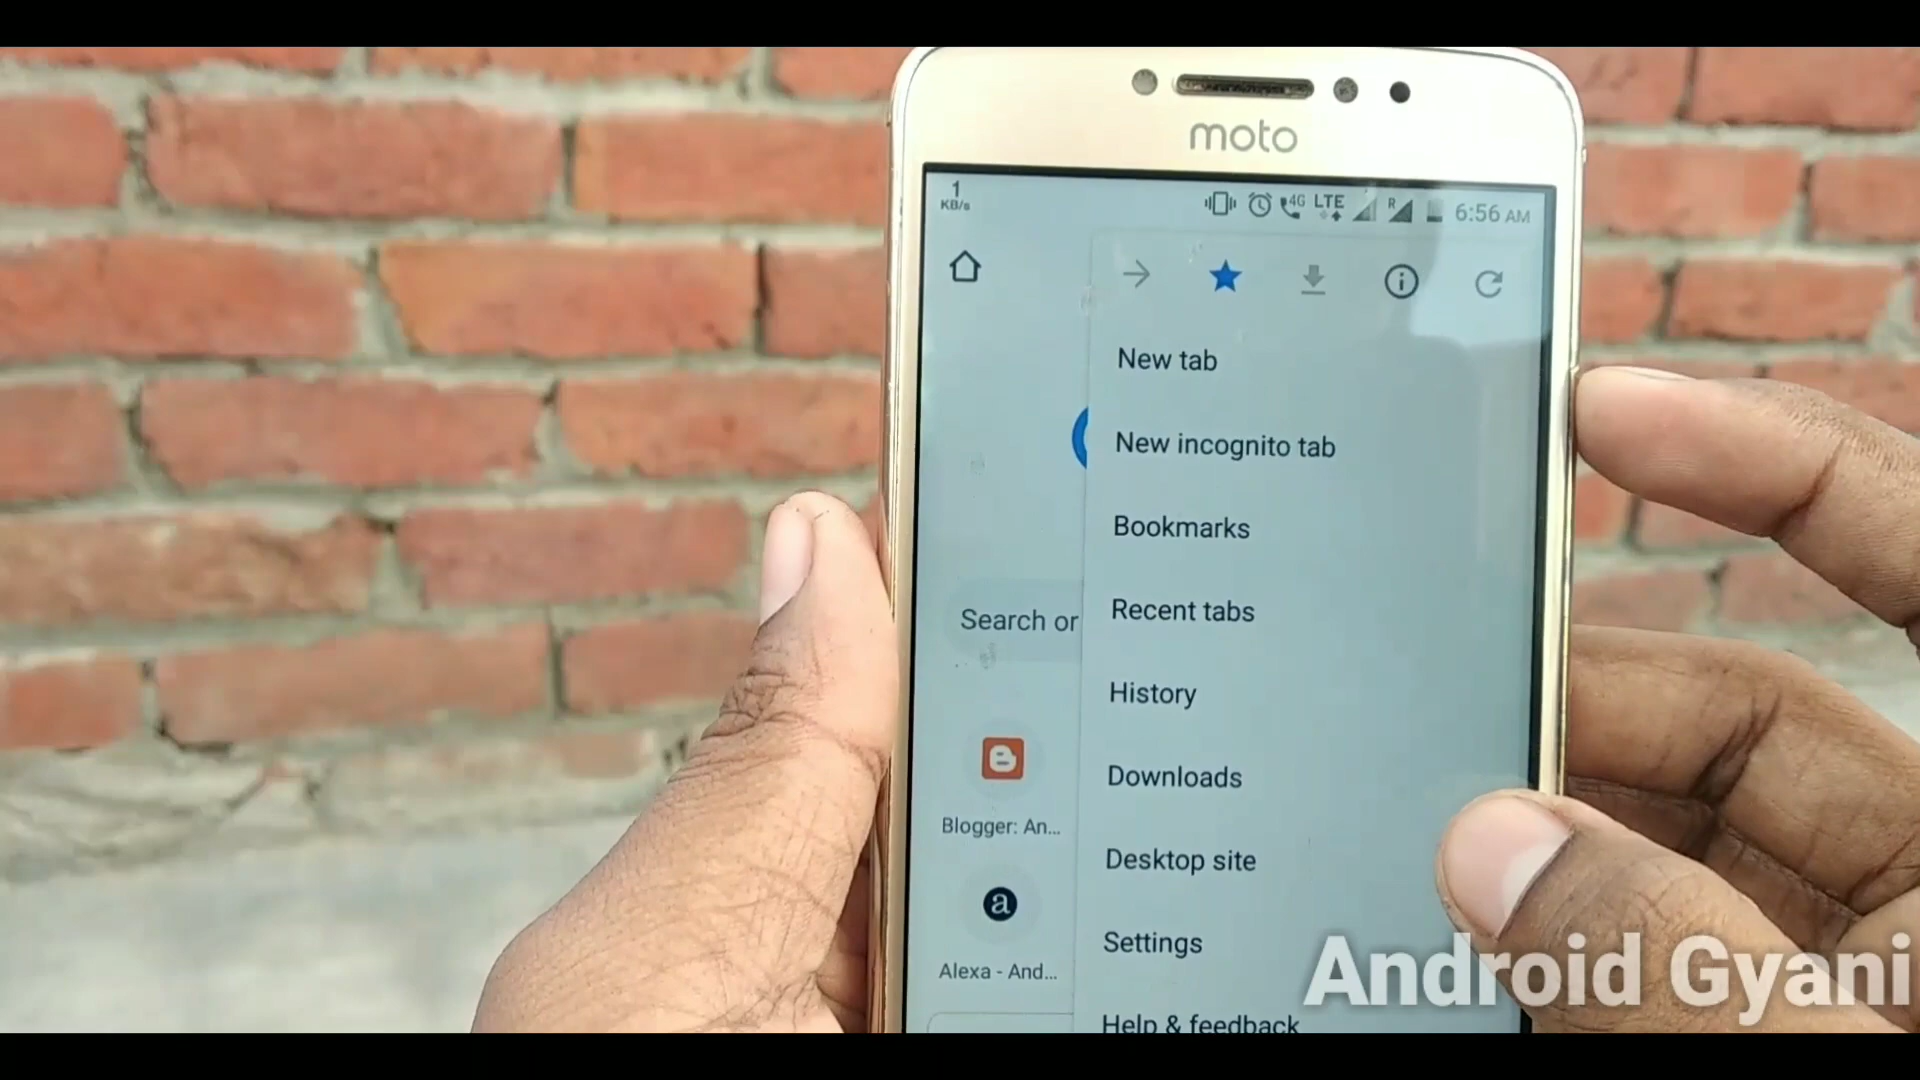 moto
1
KB/s
4G LTE R 6:56 AM
New tab
New incognito tab
Bookmarks
Recent tabs
Search or
History
Downloads
Blogger: An...
Desktop site
a
Alexa - And...
Settings
Help & feedback
Android Gyani